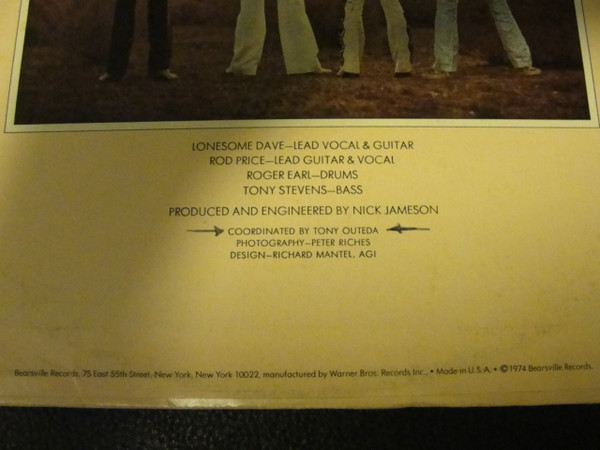 LONESOME DAVE—LEAD VOCAL & GUITAR
ROD PRICE—LEAD GUITAR & VOCAL
ROGER EARL—DRUMS
TONY STEVENS—BASS
PRODUCED AND ENGINEERED BY NICK JAMESON
COORDINATED BY TONY OUTEDA
PHOTOGRAPHY—PETER RICHES
DESIGN—RICHARD MANTEL, AGI
Bearsville Records, 75 East 55th Street, New York, New York 10022, manufactured by Warner Bros. Records Inc., • Made in U.S.A. • © 1974 Bearsville Records.